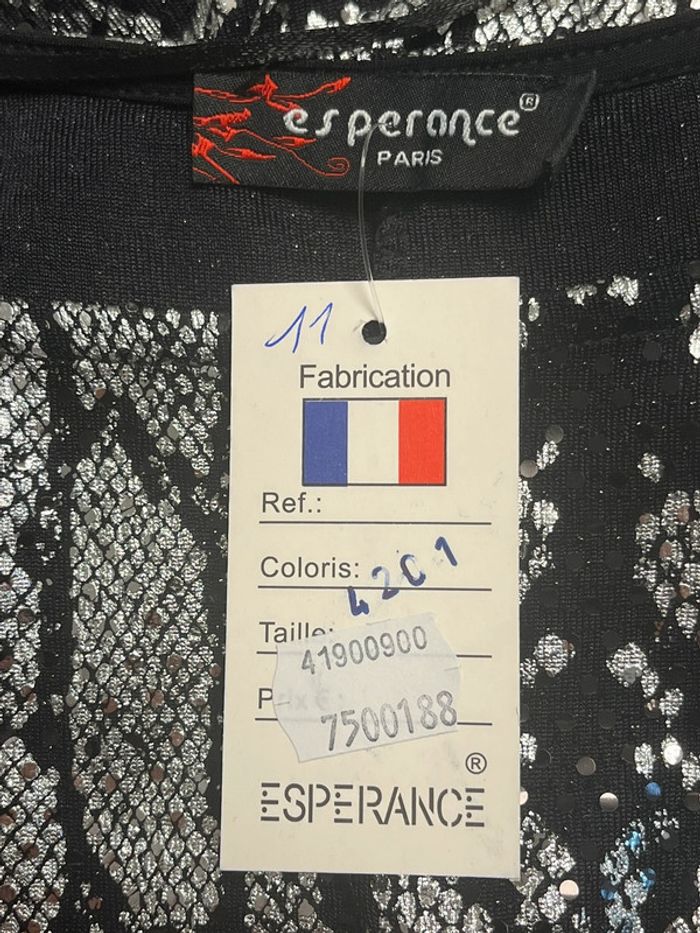 esperance®
PARIS
11
Fabrication
Ref.:
Coloris:
4201
Taille:
41900900
7500188
ESPERANCE®